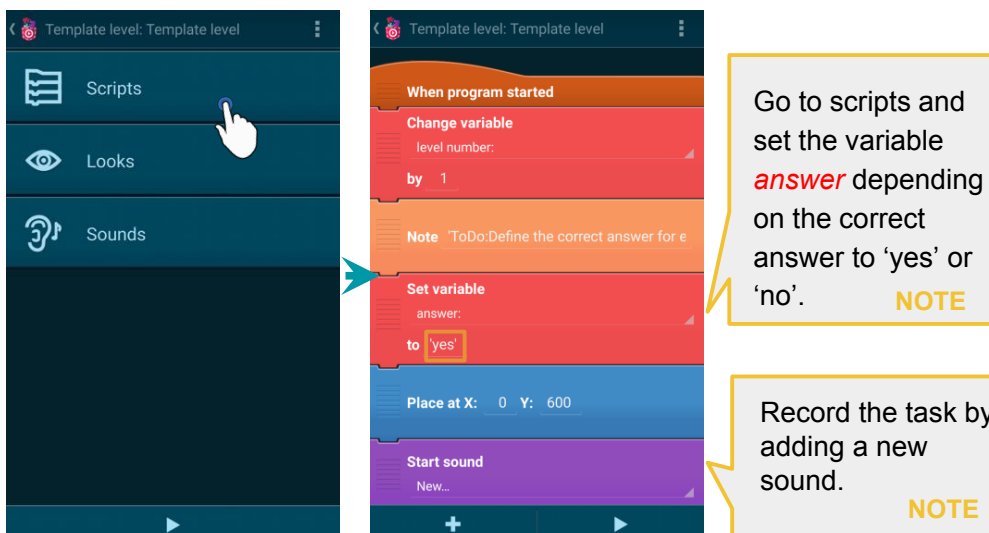 Template level: Template level
Scripts
Looks
Sounds
Template level: Template level
When program started
Change variable
level number:
by 1
Note 'ToDo:Define the correct answer for e
Set variable
answer:
to 'yes'
Place at X: 0 Y: 600
Start sound
New...
Go to scripts and
set the variable
answer depending
on the correct
answer to ‘yes’ or
‘no’.
NOTE
Record the task by
adding a new
sound.
NOTE